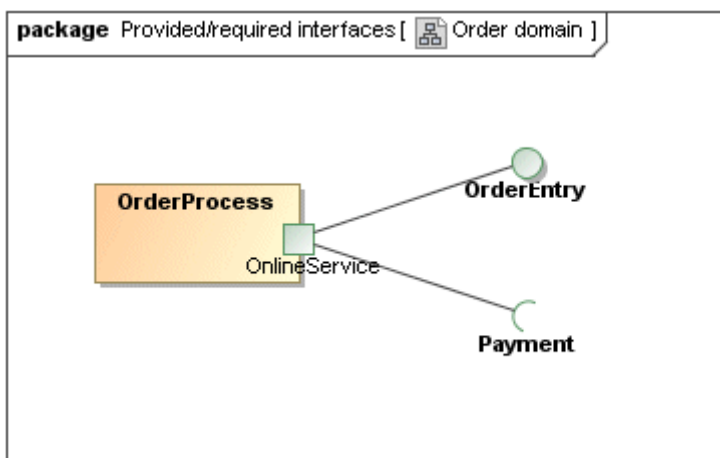 package Provided/required interfaces [ Order domain ]
OrderProcess
OrderEntry
OnlineService
Payment